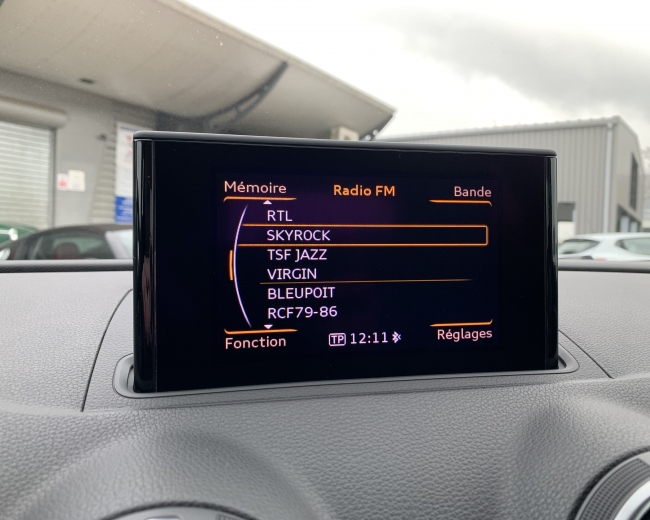 Mémoire Radio FM Bande
RTL
SKYROCK
TSF JAZZ
VIRGIN
BLEUPOIT
RCF79-86
Fonction TP 12:11 Réglages